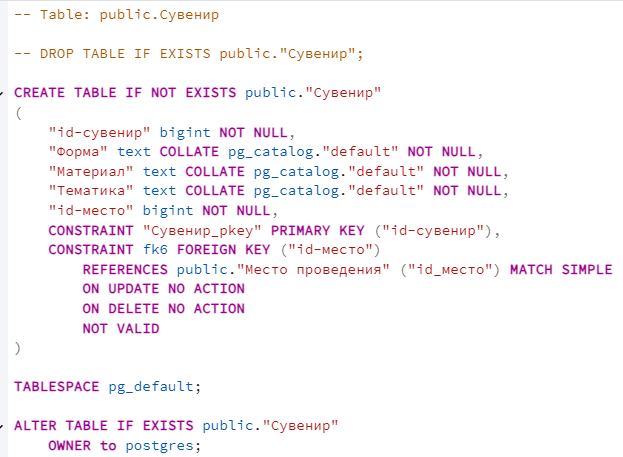 -- Table: public.Сувенир
-- DROP TABLE IF EXISTS public."Сувенир";
CREATE TABLE IF NOT EXISTS public."Сувенир"
(
    "id-сувенир" bigint NOT NULL,
    "Форма" text COLLATE pg_catalog."default" NOT NULL,
    "Материал" text COLLATE pg_catalog."default" NOT NULL,
    "Тематика" text COLLATE pg_catalog."default" NOT NULL,
    "id-место" bigint NOT NULL,
    CONSTRAINT "Сувенир_pkey" PRIMARY KEY ("id-сувенир"),
    CONSTRAINT fk6 FOREIGN KEY ("id-место")
        REFERENCES public."Место проведения" ("id_место") MATCH SIMPLE
        ON UPDATE NO ACTION
        ON DELETE NO ACTION
        NOT VALID
)
TABLESPACE pg_default;
ALTER TABLE IF EXISTS public."Сувенир"
    OWNER to postgres;